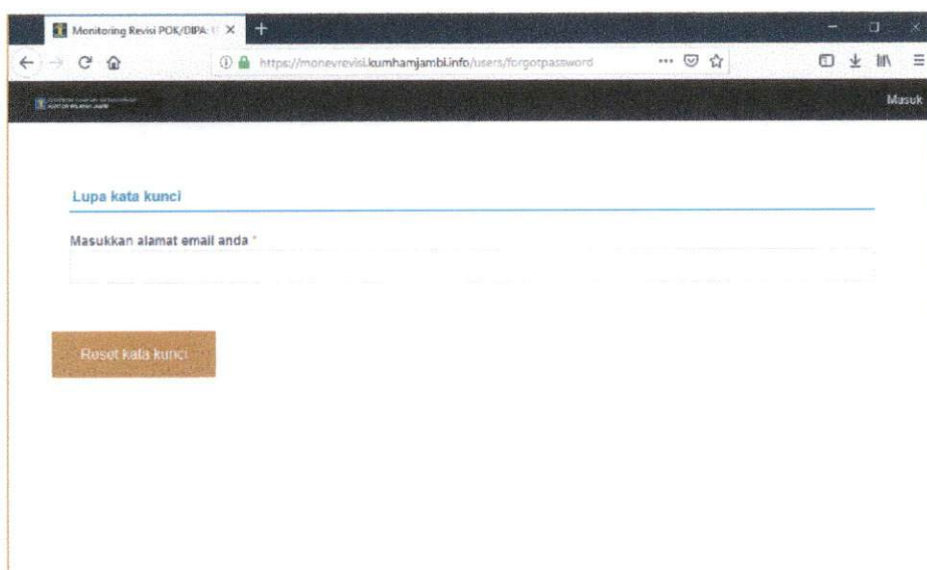 Monitoring Revisi POK/DIPA:
https://monevrevisi.kumhamjambi.info/users/forgotpassword
Masuk
Lupa kata kunci
Masukkan alamat email anda *
Reset kata kunci